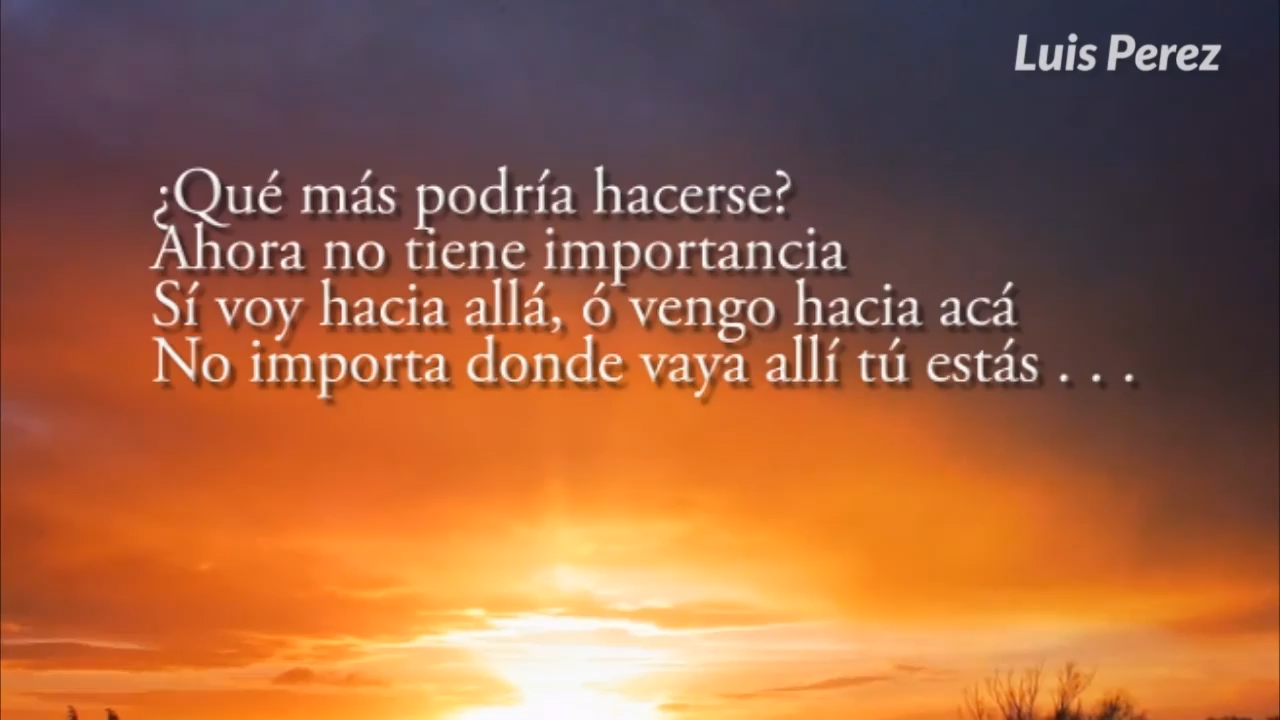 Luis Perez
¿Qué más podría hacerse?
Ahora no tiene importancia
Sí voy hacia allá, ó vengo hacia acá
No importa donde vaya allí tú estás . . .